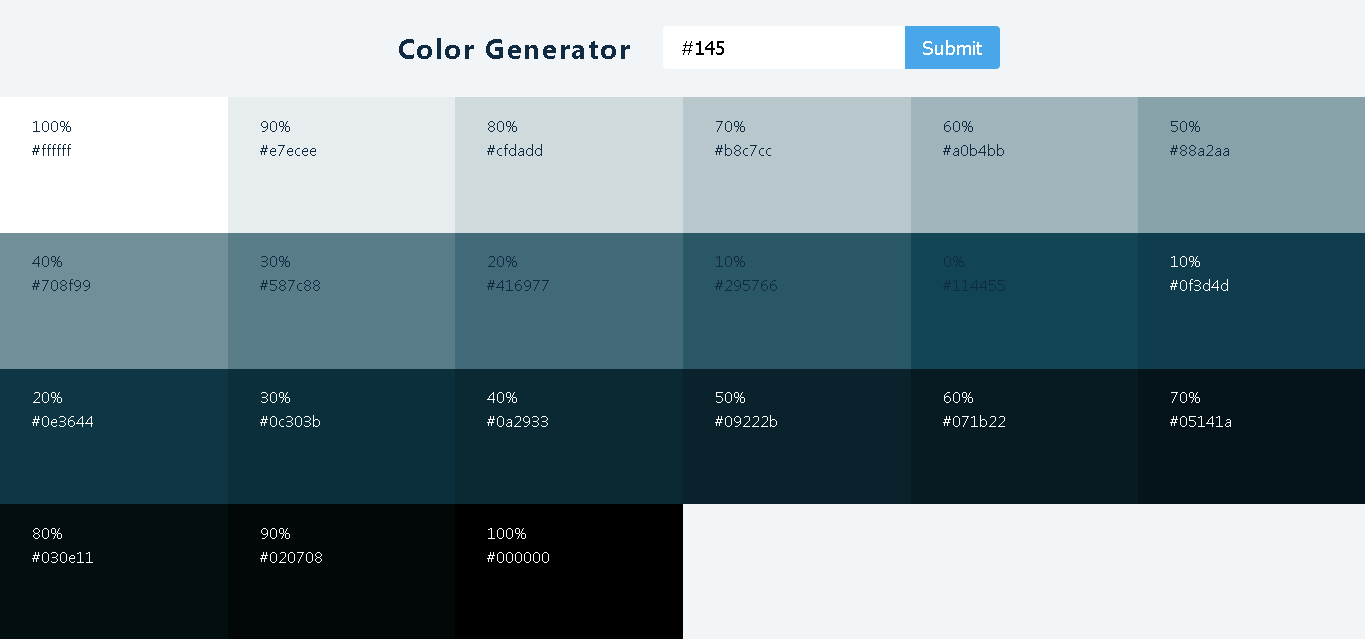 Color Generator
#145
Submit
100%
#ffffff
90%
#e7ecee
80%
#cfdadd
70%
#b8c7cc
60%
#a0b4bb
50%
#88a2aa
40%
#708f99
30%
#587c88
20%
#416977
10%
#295766
0%
#114455
10%
#0f3d4d
20%
#0e3644
30%
#0c303b
40%
#0a2933
50%
#09222b
60%
#071b22
70%
#05141a
80%
#030e11
90%
#020708
100%
#000000